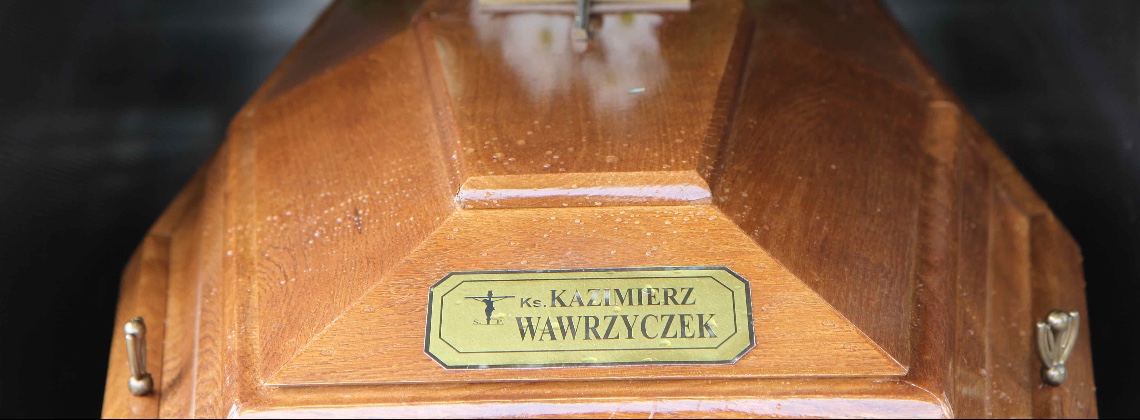 Ks. KAZIMIERZ
WAWRZYCZEK
S. E